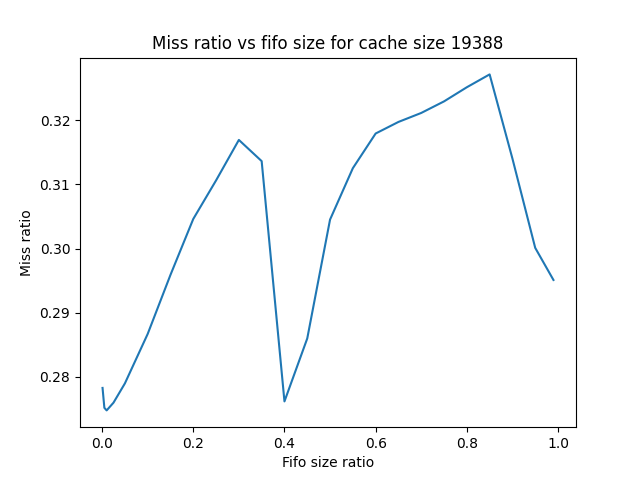 Miss ratio vs fifo size for cache size 19388
Miss ratio
0.32
0.31
0.30
0.29
0.28
0.0 0.2 0.4 0.6 0.8 1.0
Fifo size ratio